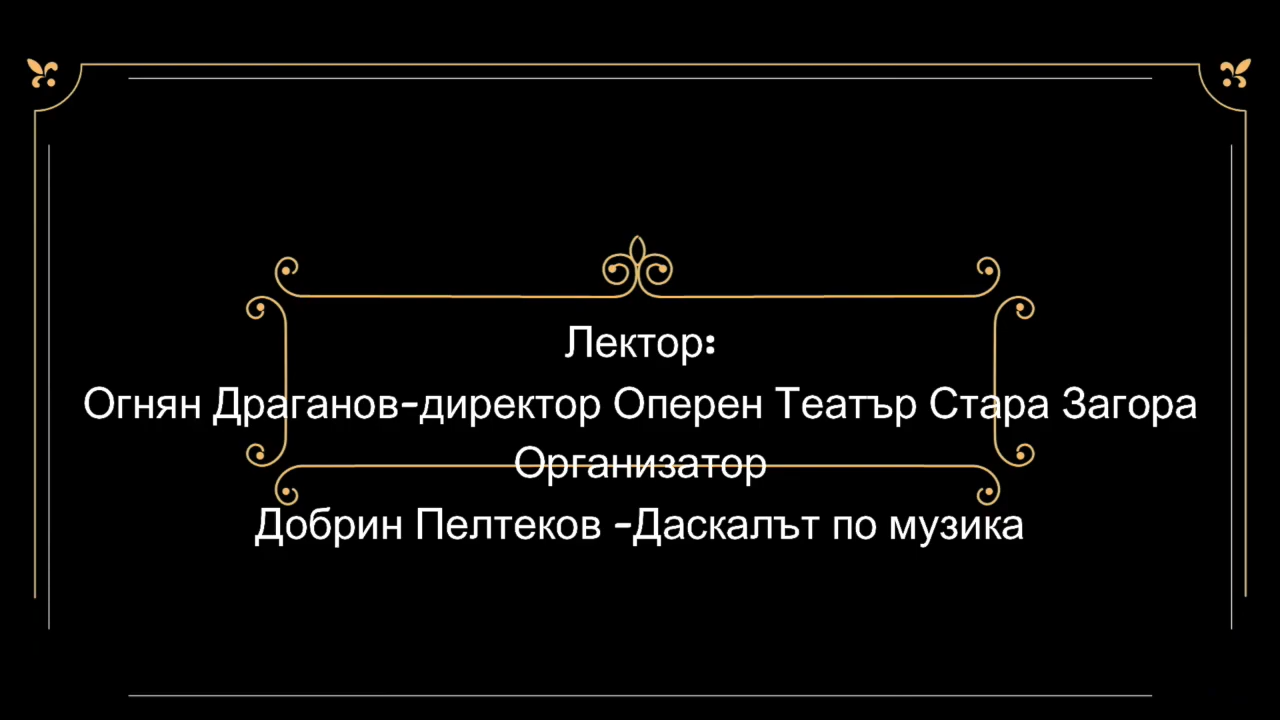 Лектор:
Огнян Драганов-директор Оперен Театър Стара Загора
Организатор
Добрин Пелтеков -Даскалът по музика